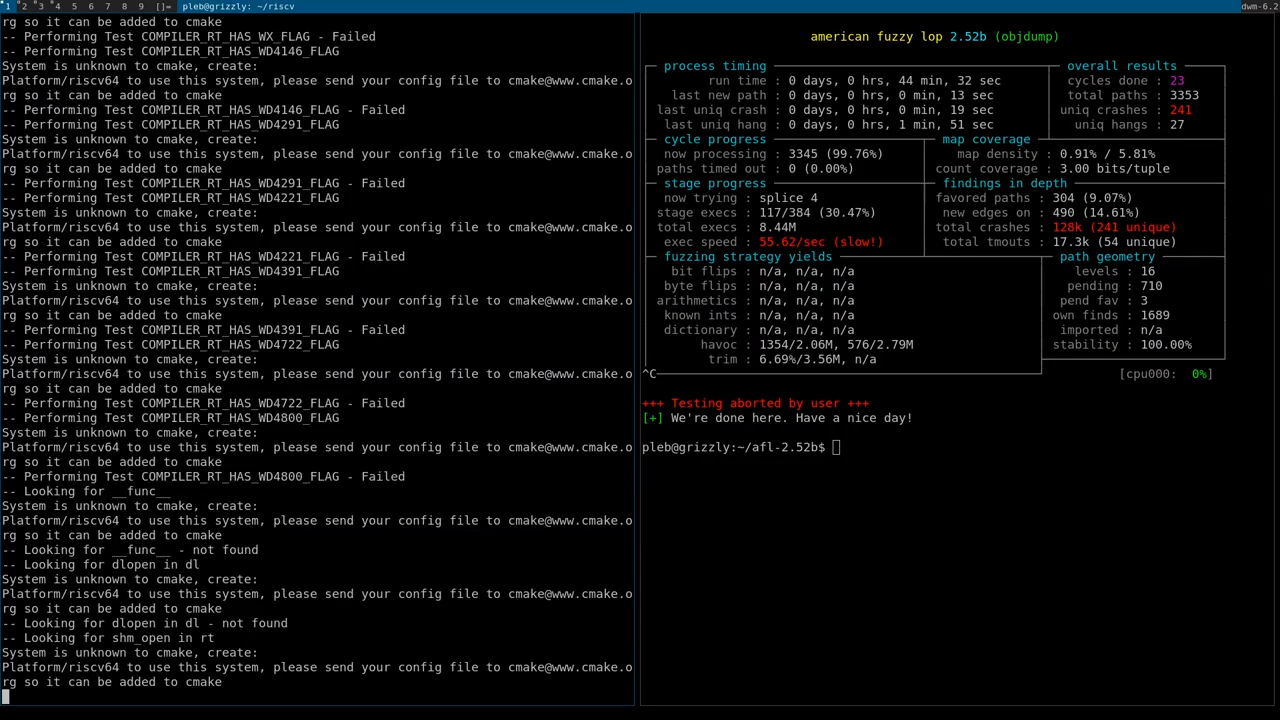 1 2 3 4 5 6 7 8 9 []= pleb@grizzly: ~/riscv dwm-6.2
rg so it can be added to cmake
-- Performing Test COMPILER_RT_HAS_WX_FLAG - Failed
-- Performing Test COMPILER_RT_HAS_WD4146_FLAG
System is unknown to cmake, create:
Platform/riscv64 to use this system, please send your config file to cmake@www.cmake.o
rg so it can be added to cmake
-- Performing Test COMPILER_RT_HAS_WD4146_FLAG - Failed
-- Performing Test COMPILER_RT_HAS_WD4291_FLAG
System is unknown to cmake, create:
Platform/riscv64 to use this system, please send your config file to cmake@www.cmake.o
rg so it can be added to cmake
-- Performing Test COMPILER_RT_HAS_WD4291_FLAG - Failed
-- Performing Test COMPILER_RT_HAS_WD4221_FLAG
System is unknown to cmake, create:
Platform/riscv64 to use this system, please send your config file to cmake@www.cmake.o
rg so it can be added to cmake
-- Performing Test COMPILER_RT_HAS_WD4221_FLAG - Failed
-- Performing Test COMPILER_RT_HAS_WD4391_FLAG
System is unknown to cmake, create:
Platform/riscv64 to use this system, please send your config file to cmake@www.cmake.o
rg so it can be added to cmake
-- Performing Test COMPILER_RT_HAS_WD4391_FLAG - Failed
-- Performing Test COMPILER_RT_HAS_WD4722_FLAG
System is unknown to cmake, create:
Platform/riscv64 to use this system, please send your config file to cmake@www.cmake.o
rg so it can be added to cmake
-- Performing Test COMPILER_RT_HAS_WD4722_FLAG - Failed
-- Performing Test COMPILER_RT_HAS_WD4800_FLAG
System is unknown to cmake, create:
Platform/riscv64 to use this system, please send your config file to cmake@www.cmake.o
rg so it can be added to cmake
-- Performing Test COMPILER_RT_HAS_WD4800_FLAG - Failed
-- Looking for __func__
System is unknown to cmake, create:
Platform/riscv64 to use this system, please send your config file to cmake@www.cmake.o
rg so it can be added to cmake
-- Looking for __func__ - not found
-- Looking for dlopen in dl
System is unknown to cmake, create:
Platform/riscv64 to use this system, please send your config file to cmake@www.cmake.o
rg so it can be added to cmake
-- Looking for dlopen in dl - not found
-- Looking for shm_open in rt
System is unknown to cmake, create:
Platform/riscv64 to use this system, please send your config file to cmake@www.cmake.o
rg so it can be added to cmake
american fuzzy lop 2.52b (objdump)
process timing
run time : 0 days, 0 hrs, 44 min, 32 sec
last new path : 0 days, 0 hrs, 0 min, 13 sec
last uniq crash : 0 days, 0 hrs, 0 min, 19 sec
last uniq hang : 0 days, 0 hrs, 1 min, 51 sec
overall results
cycles done : 23
total paths : 3353
uniq crashes : 241
uniq hangs : 27
cycle progress
now processing : 3345 (99.76%)
paths timed out : 0 (0.00%)
map coverage
map density : 0.91% / 5.81%
count coverage : 3.00 bits/tuple
stage progress
now trying : splice 4
stage execs : 117/384 (30.47%)
total execs : 8.44M
exec speed : 55.62/sec (slow!)
findings in depth
favored paths : 304 (9.07%)
new edges on : 490 (14.61%)
total crashes : 128k (241 unique)
total tmouts : 17.3k (54 unique)
fuzzing strategy yields
bit flips : n/a, n/a, n/a
byte flips : n/a, n/a, n/a
arithmetics : n/a, n/a, n/a
known ints : n/a, n/a, n/a
dictionary : n/a, n/a, n/a
havoc : 1354/2.06M, 576/2.79M
trim : 6.69%/3.56M, n/a
path geometry
levels : 16
pending : 710
pend fav : 3
own finds : 1689
imported : n/a
stability : 100.00%
^C [cpu000: 0%]
+++ Testing aborted by user +++
[+] We're done here. Have a nice day!
pleb@grizzly:~/afl-2.52b$